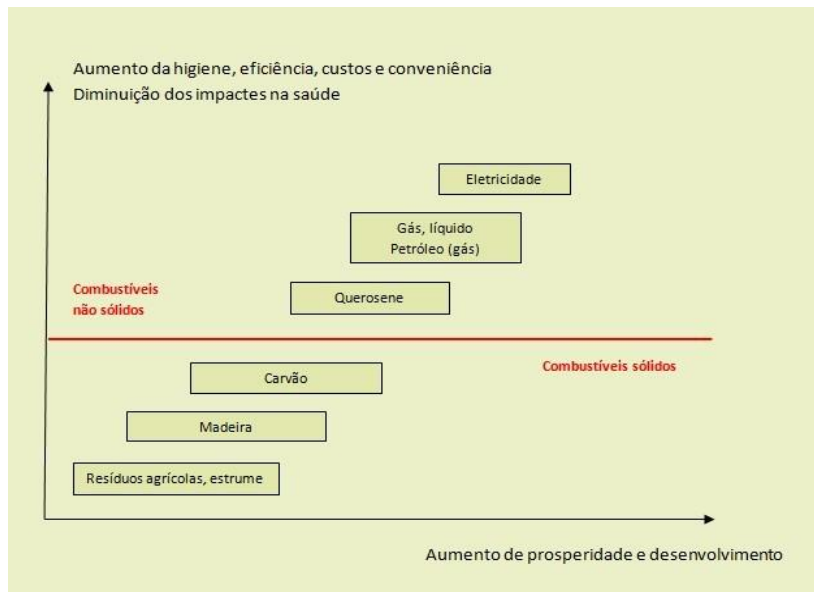 Aumento da higiene, eficiência, custos e conveniência
Diminuição dos impactes na saúde
Eletricidade
Gás, líquido
Petróleo (gás)
Combustíveis
não sólidos
Querosene
Combustíveis sólidos
Carvão
Madeira
Resíduos agrícolas, estrume
Aumento de prosperidade e desenvolvimento